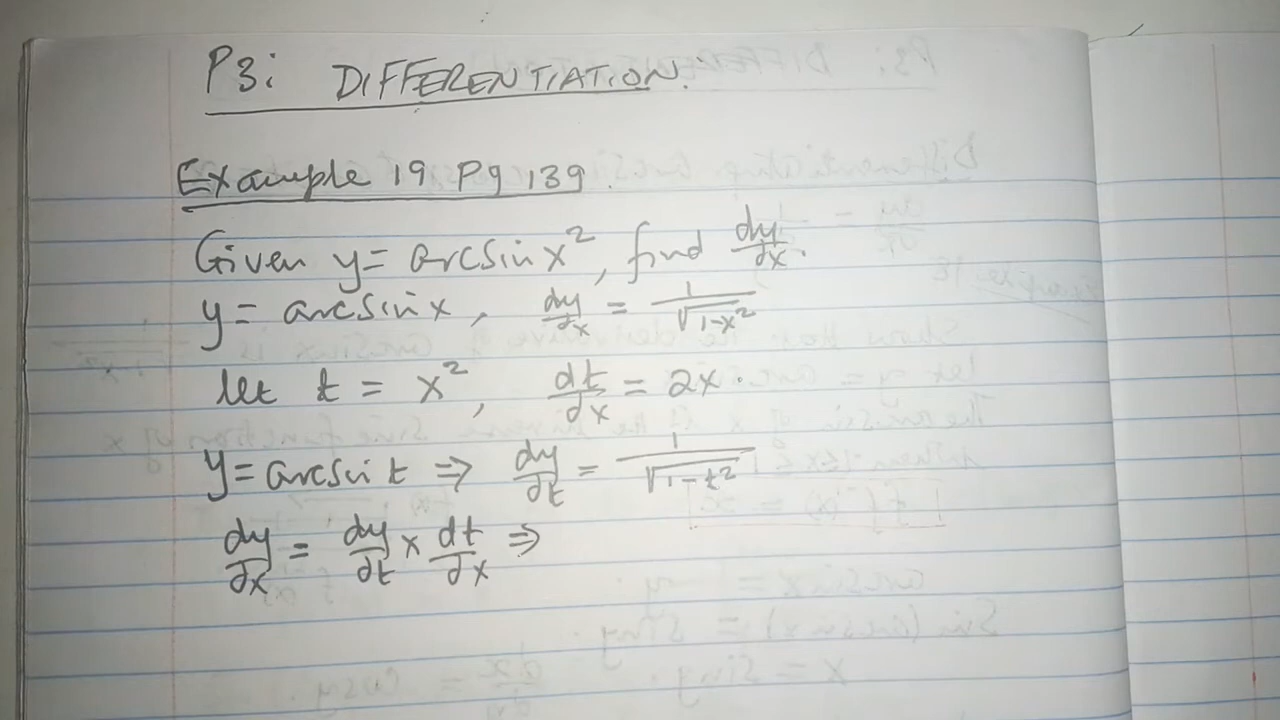 P3: DIFFERENTIATION.
Example 19 Pg 139.
Given y = arcsin x², find dy/dx.
y = arcsin x, dy/dx = 1/√(1-x²)
let t = x², dt/dx = 2x.
y = arcsin t ⇒ dy/dt = 1/√(1-t²)
dy/dx = dy/dt × dt/dx ⇒